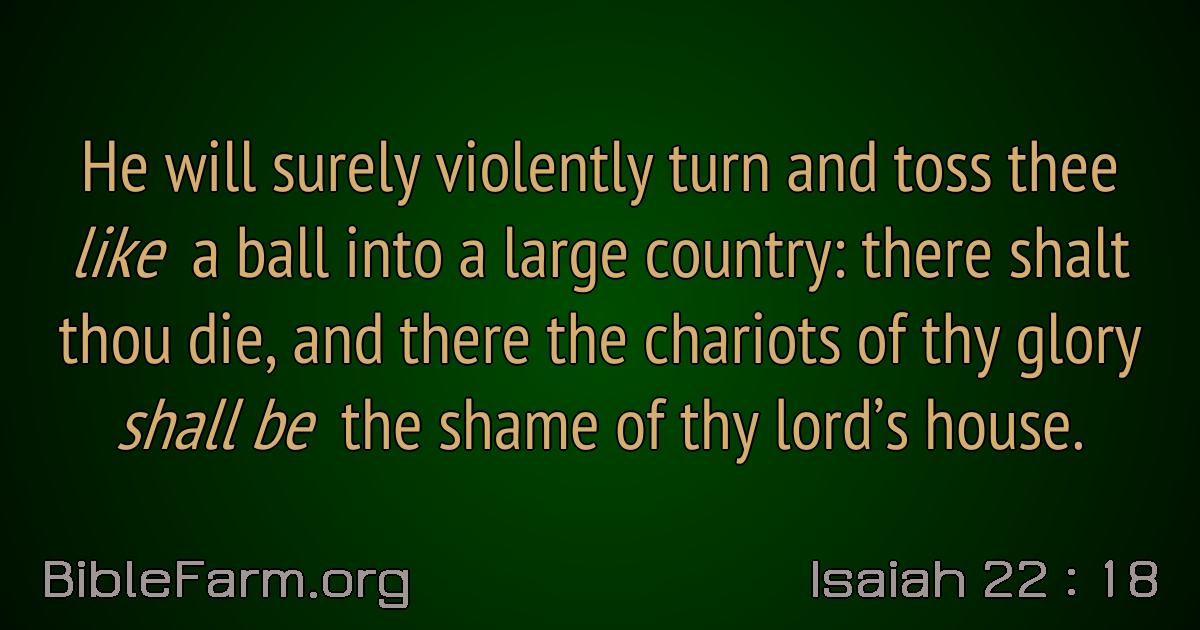 He will surely violently turn and toss thee
like a ball into a large country: there shalt
thou die, and there the chariots of thy glory
shall be the shame of thy lord’s house.
BibleFarm.org
Isaiah 22 : 18